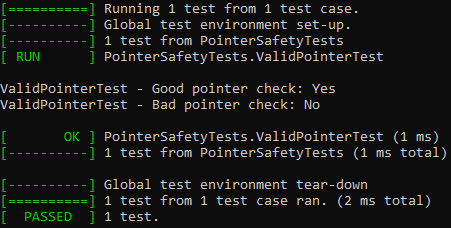 [==========] Running 1 test from 1 test case.
[----------] Global test environment set-up.
[----------] 1 test from PointerSafetyTests
[ RUN      ] PointerSafetyTests.ValidPointerTest
ValidPointerTest - Good pointer check: Yes
ValidPointerTest - Bad pointer check: No
[       OK ] PointerSafetyTests.ValidPointerTest (1 ms)
[----------] 1 test from PointerSafetyTests (1 ms total)
[----------] Global test environment tear-down
[==========] 1 test from 1 test case ran. (2 ms total)
[  PASSED  ] 1 test.